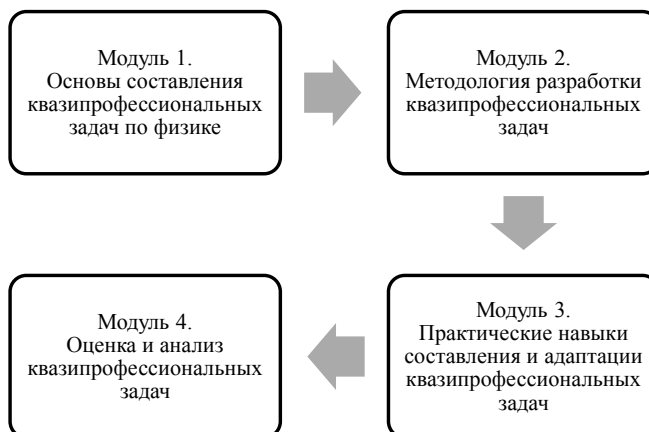 Модуль 1.
Основы составления
квазипрофессиональных
задач по физике
Модуль 2.
Методология разработки
квазипрофессиональных
задач
Модуль 3.
Практические навыки
составления и адаптации
квазипрофессиональных
задач
Модуль 4.
Оценка и анализ
квазипрофессиональных
задач